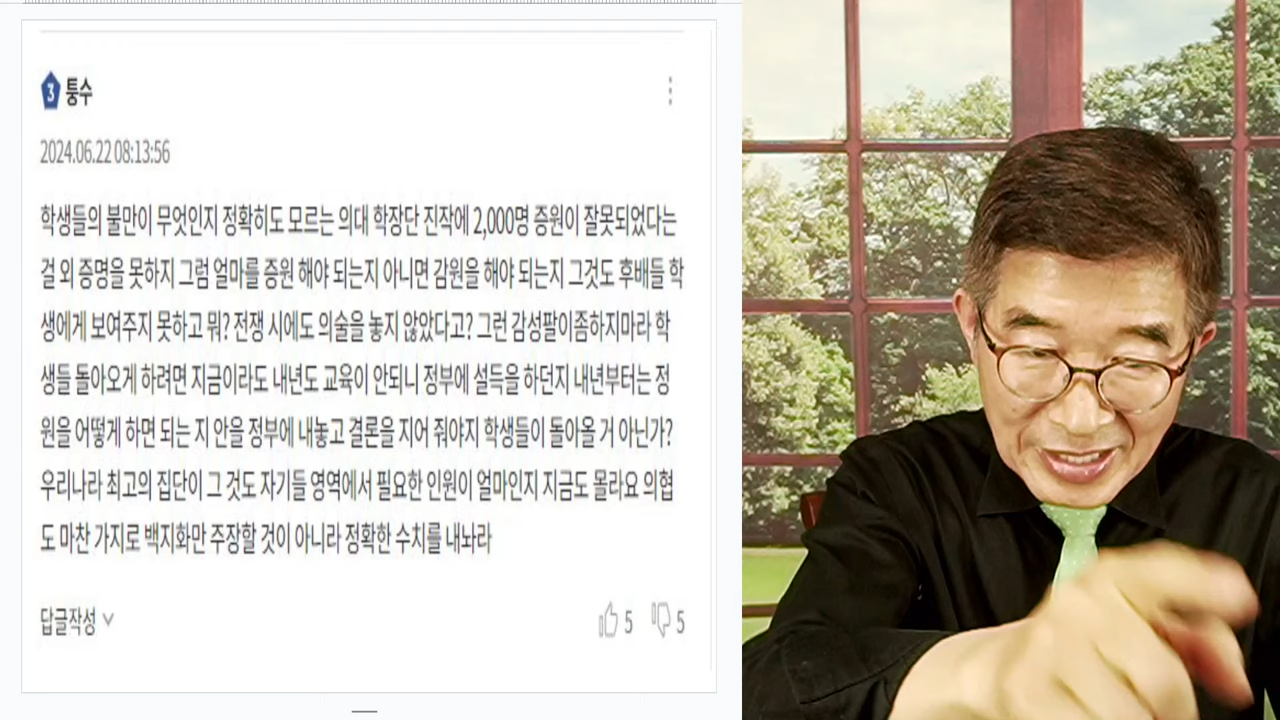 3 퉁수
2024.06.22 08:13:56
학생들의 불만이 무엇인지 정확히도 모르는 의대 학장단 진작에 2,000명 증원이 잘못되었다는
걸 외 증명을 못하지 그럼 얼마를 증원 해야 되는지 아니면 감원을 해야 되는지 그것도 후배들 학
생에게 보여주지 못하고 뭐? 전쟁 시에도 의술을 놓지 않았다고? 그런 감성팔이좀하지마라 학
생들 돌아오게 하려면 지금이라도 내년도 교육이 안되니 정부에 설득을 하던지 내년부터는 정
원을 어떻게 하면 되는 지 안을 정부에 내놓고 결론을 지어 줘야지 학생들이 돌아올 거 아닌가?
우리나라 최고의 집단이 그 것도 자기들 영역에서 필요한 인원이 얼마인지 지금도 몰라요 의협
도 마찬 가지로 백지화만 주장할 것이 아니라 정확한 수치를 내놔라
답글작성 5 5